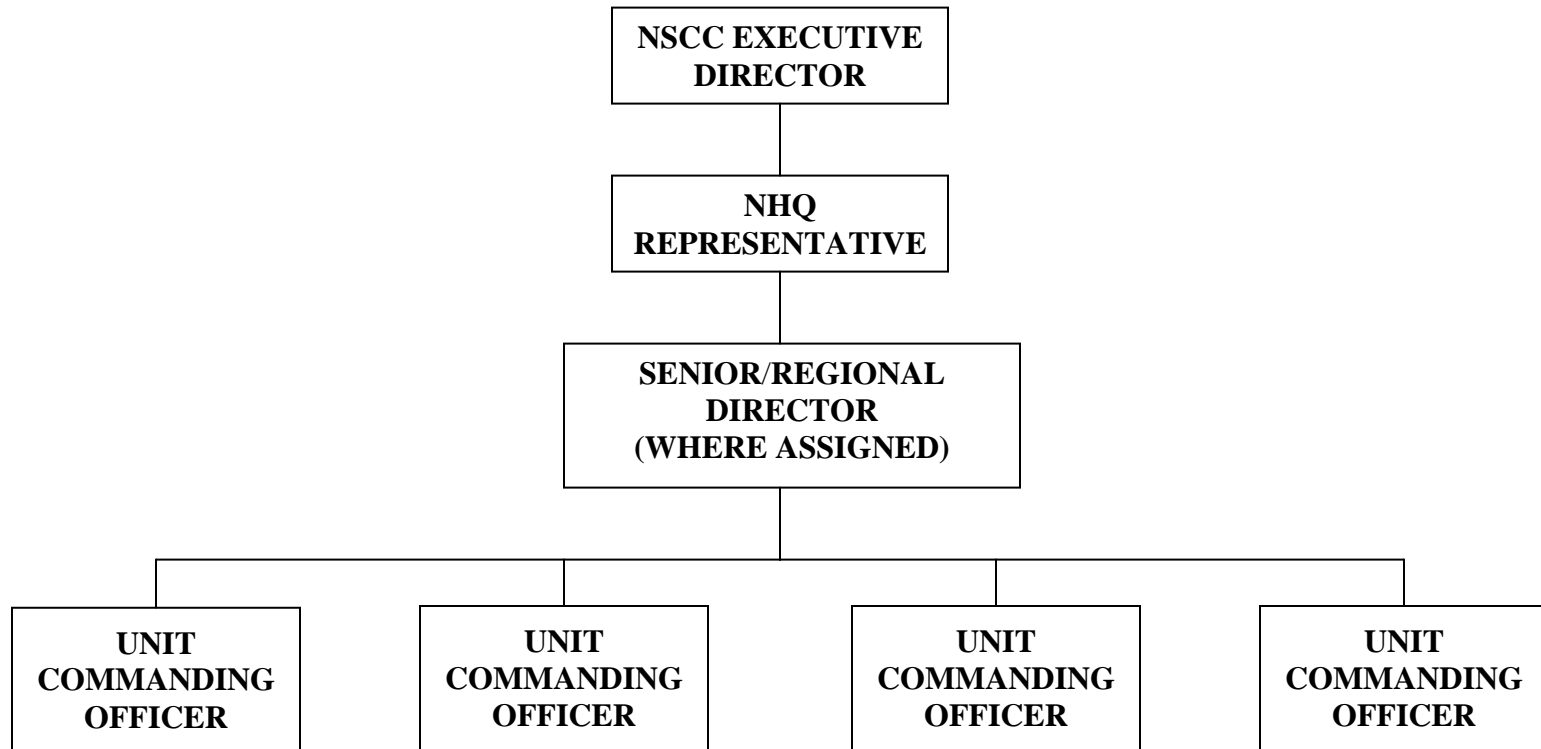 NSCC EXECUTIVE
DIRECTOR
NHQ
REPRESENTATIVE
SENIOR/REGIONAL
DIRECTOR
(WHERE ASSIGNED)
UNIT
COMMANDING
OFFICER
UNIT
COMMANDING
OFFICER
UNIT
COMMANDING
OFFICER
UNIT
COMMANDING
OFFICER